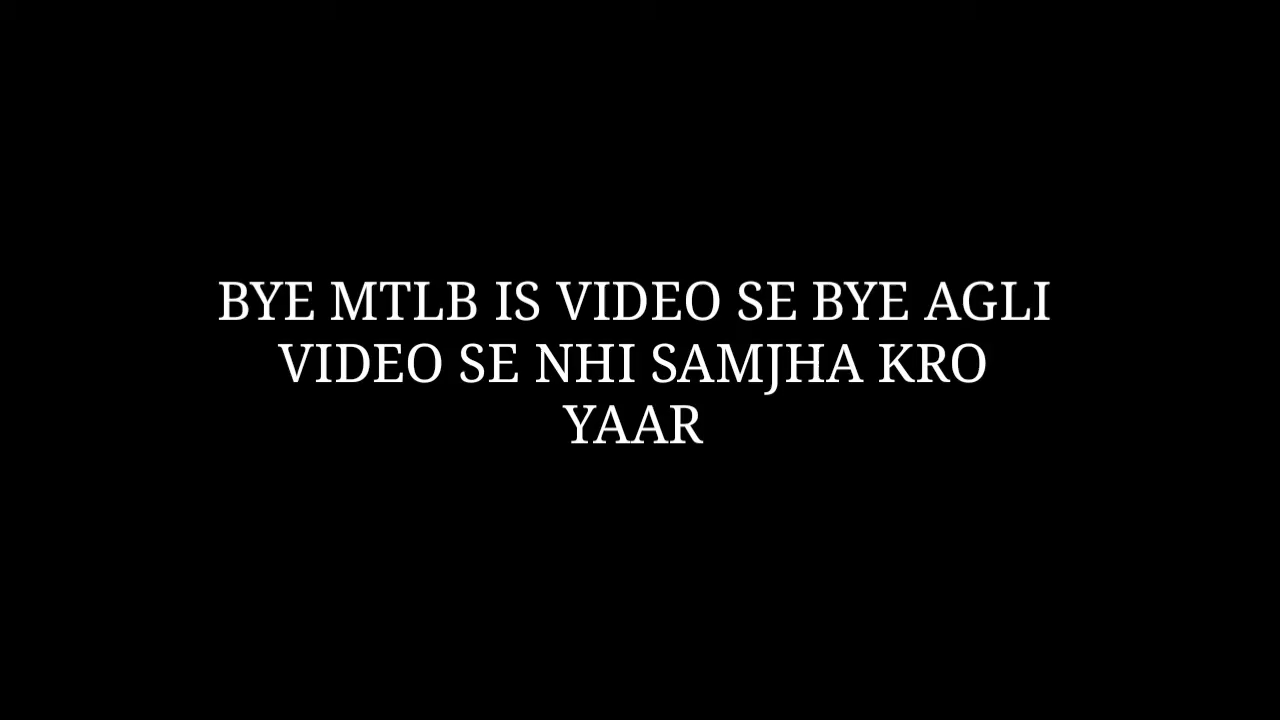 BYE MTLB IS VIDEO SE BYE AGLI
VIDEO SE NHI SAMJHA KRO
YAAR